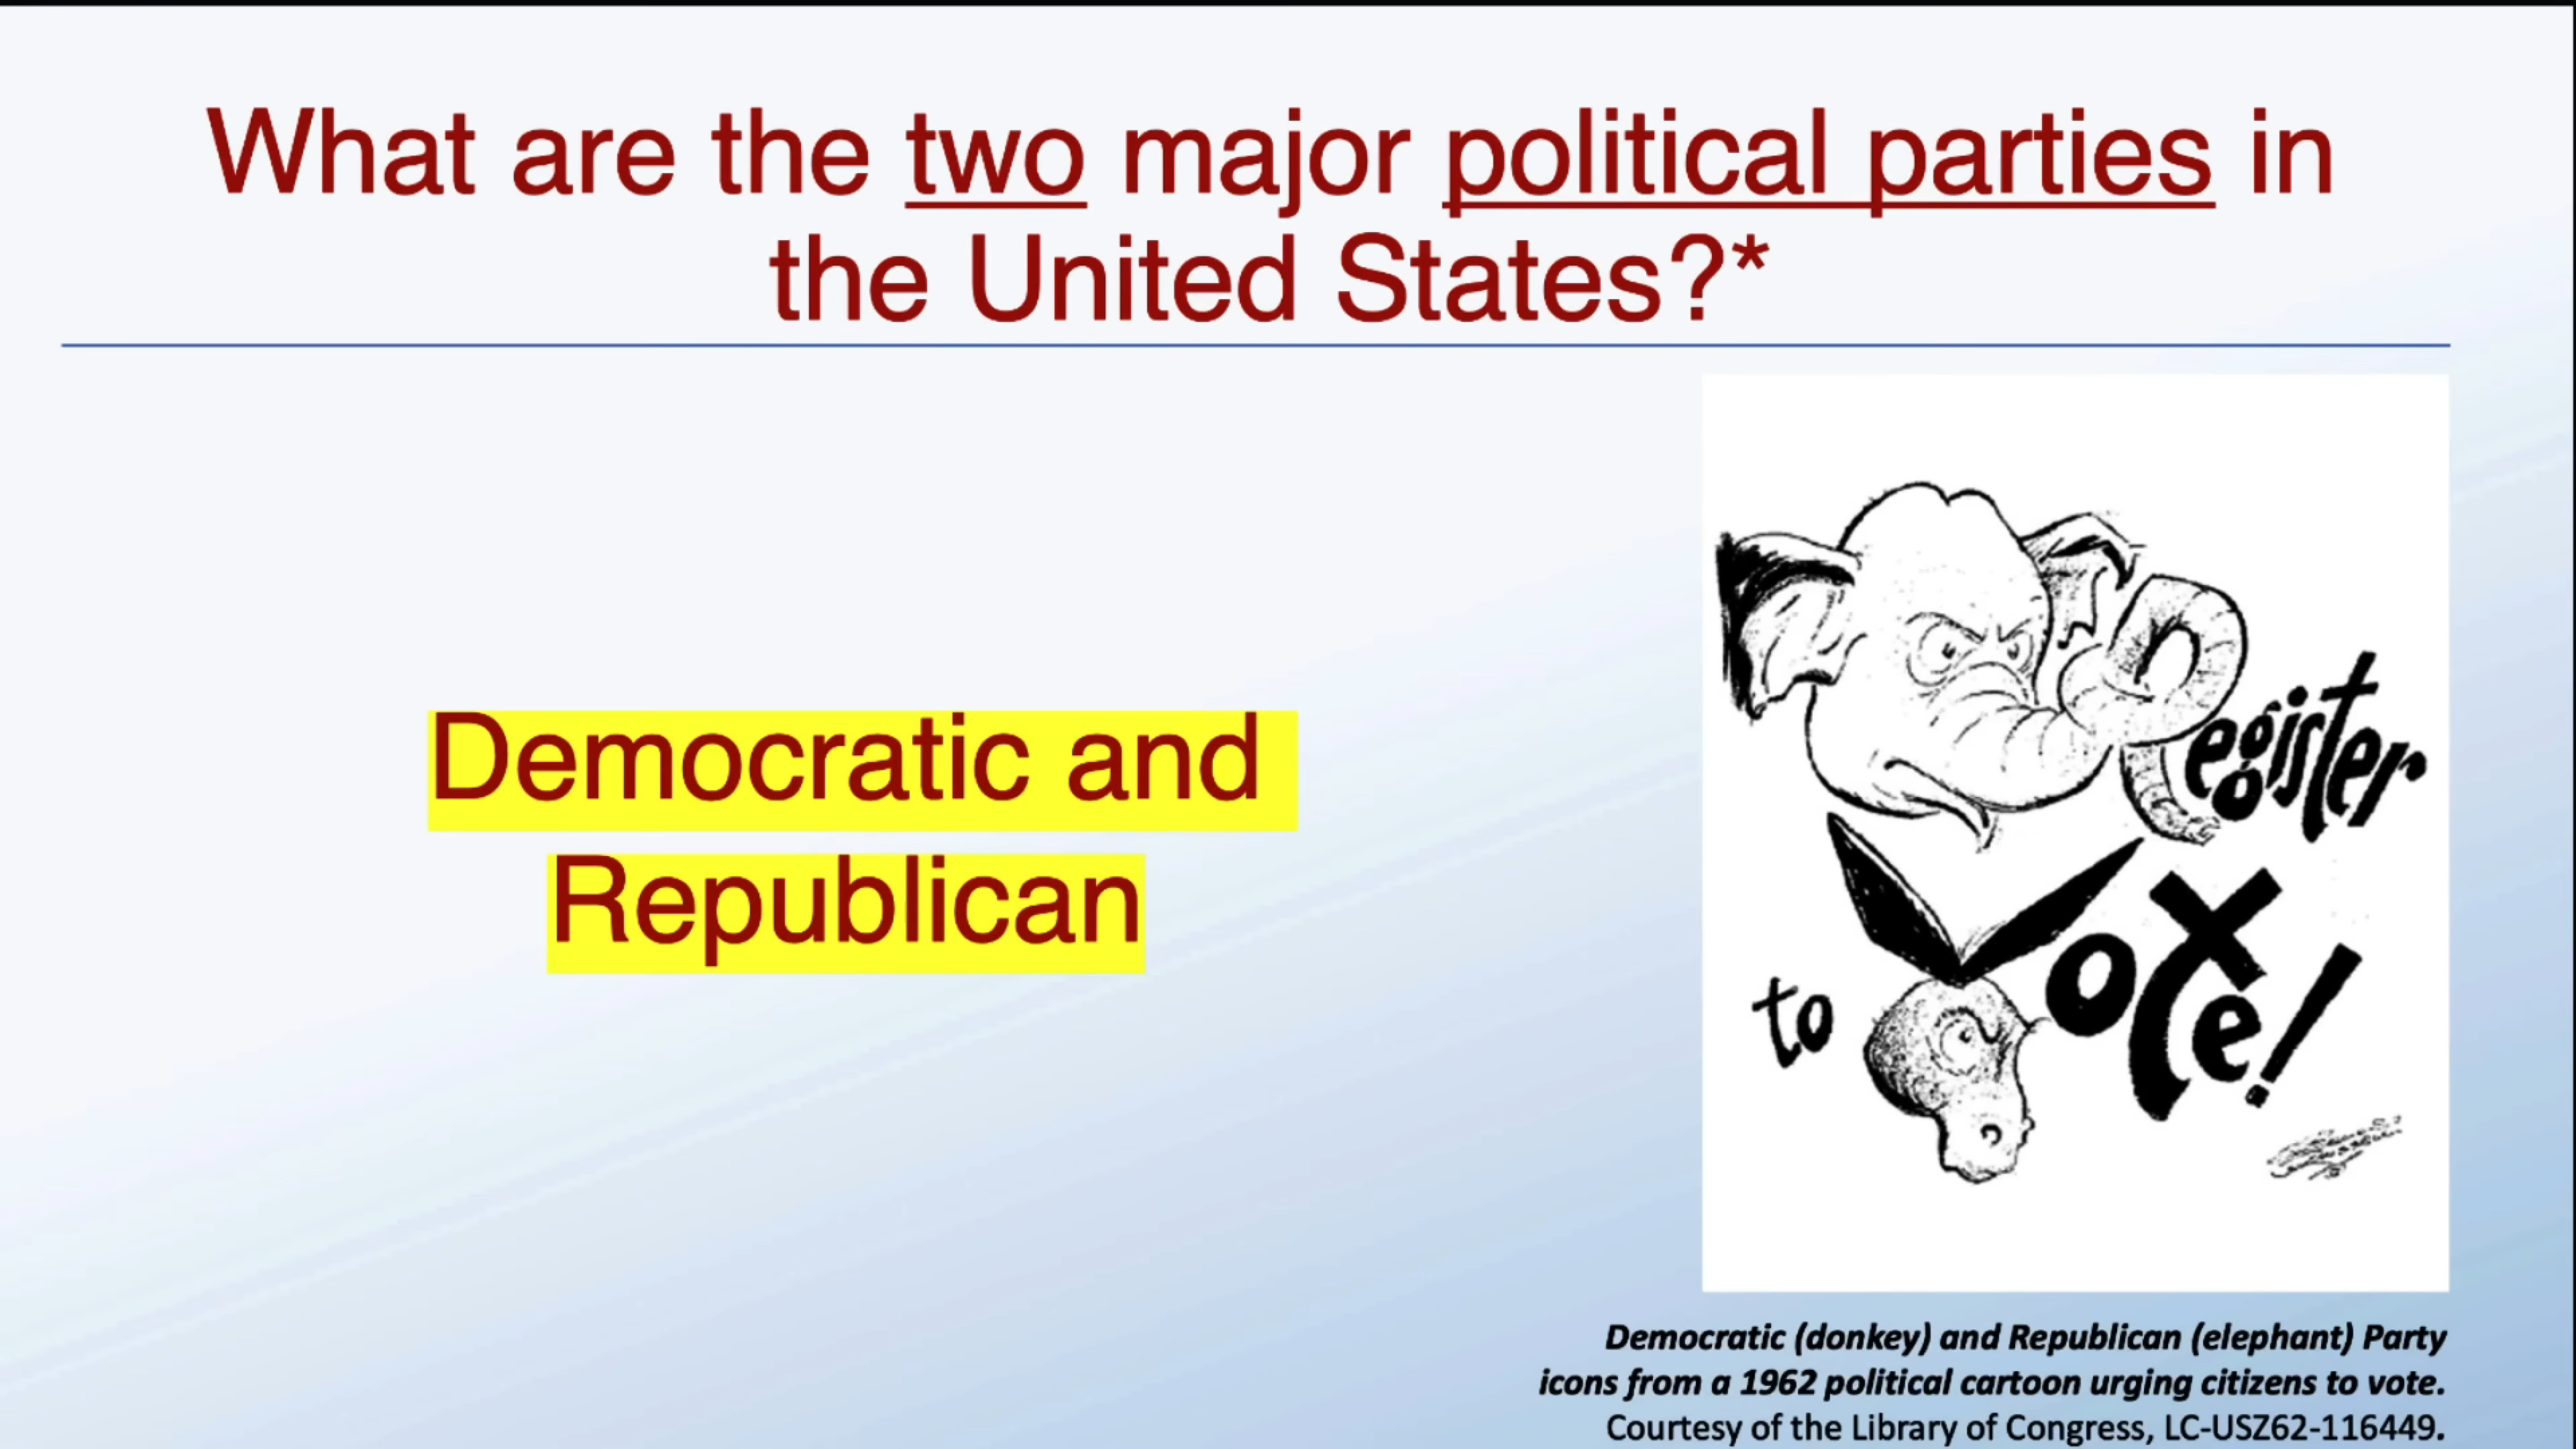 What are the two major political parties in
the United States?*
Democratic and
Republican
Register
to Vote!
Democratic (donkey) and Republican (elephant) Party
icons from a 1962 political cartoon urging citizens to vote.
Courtesy of the Library of Congress, LC-USZ62-116449.